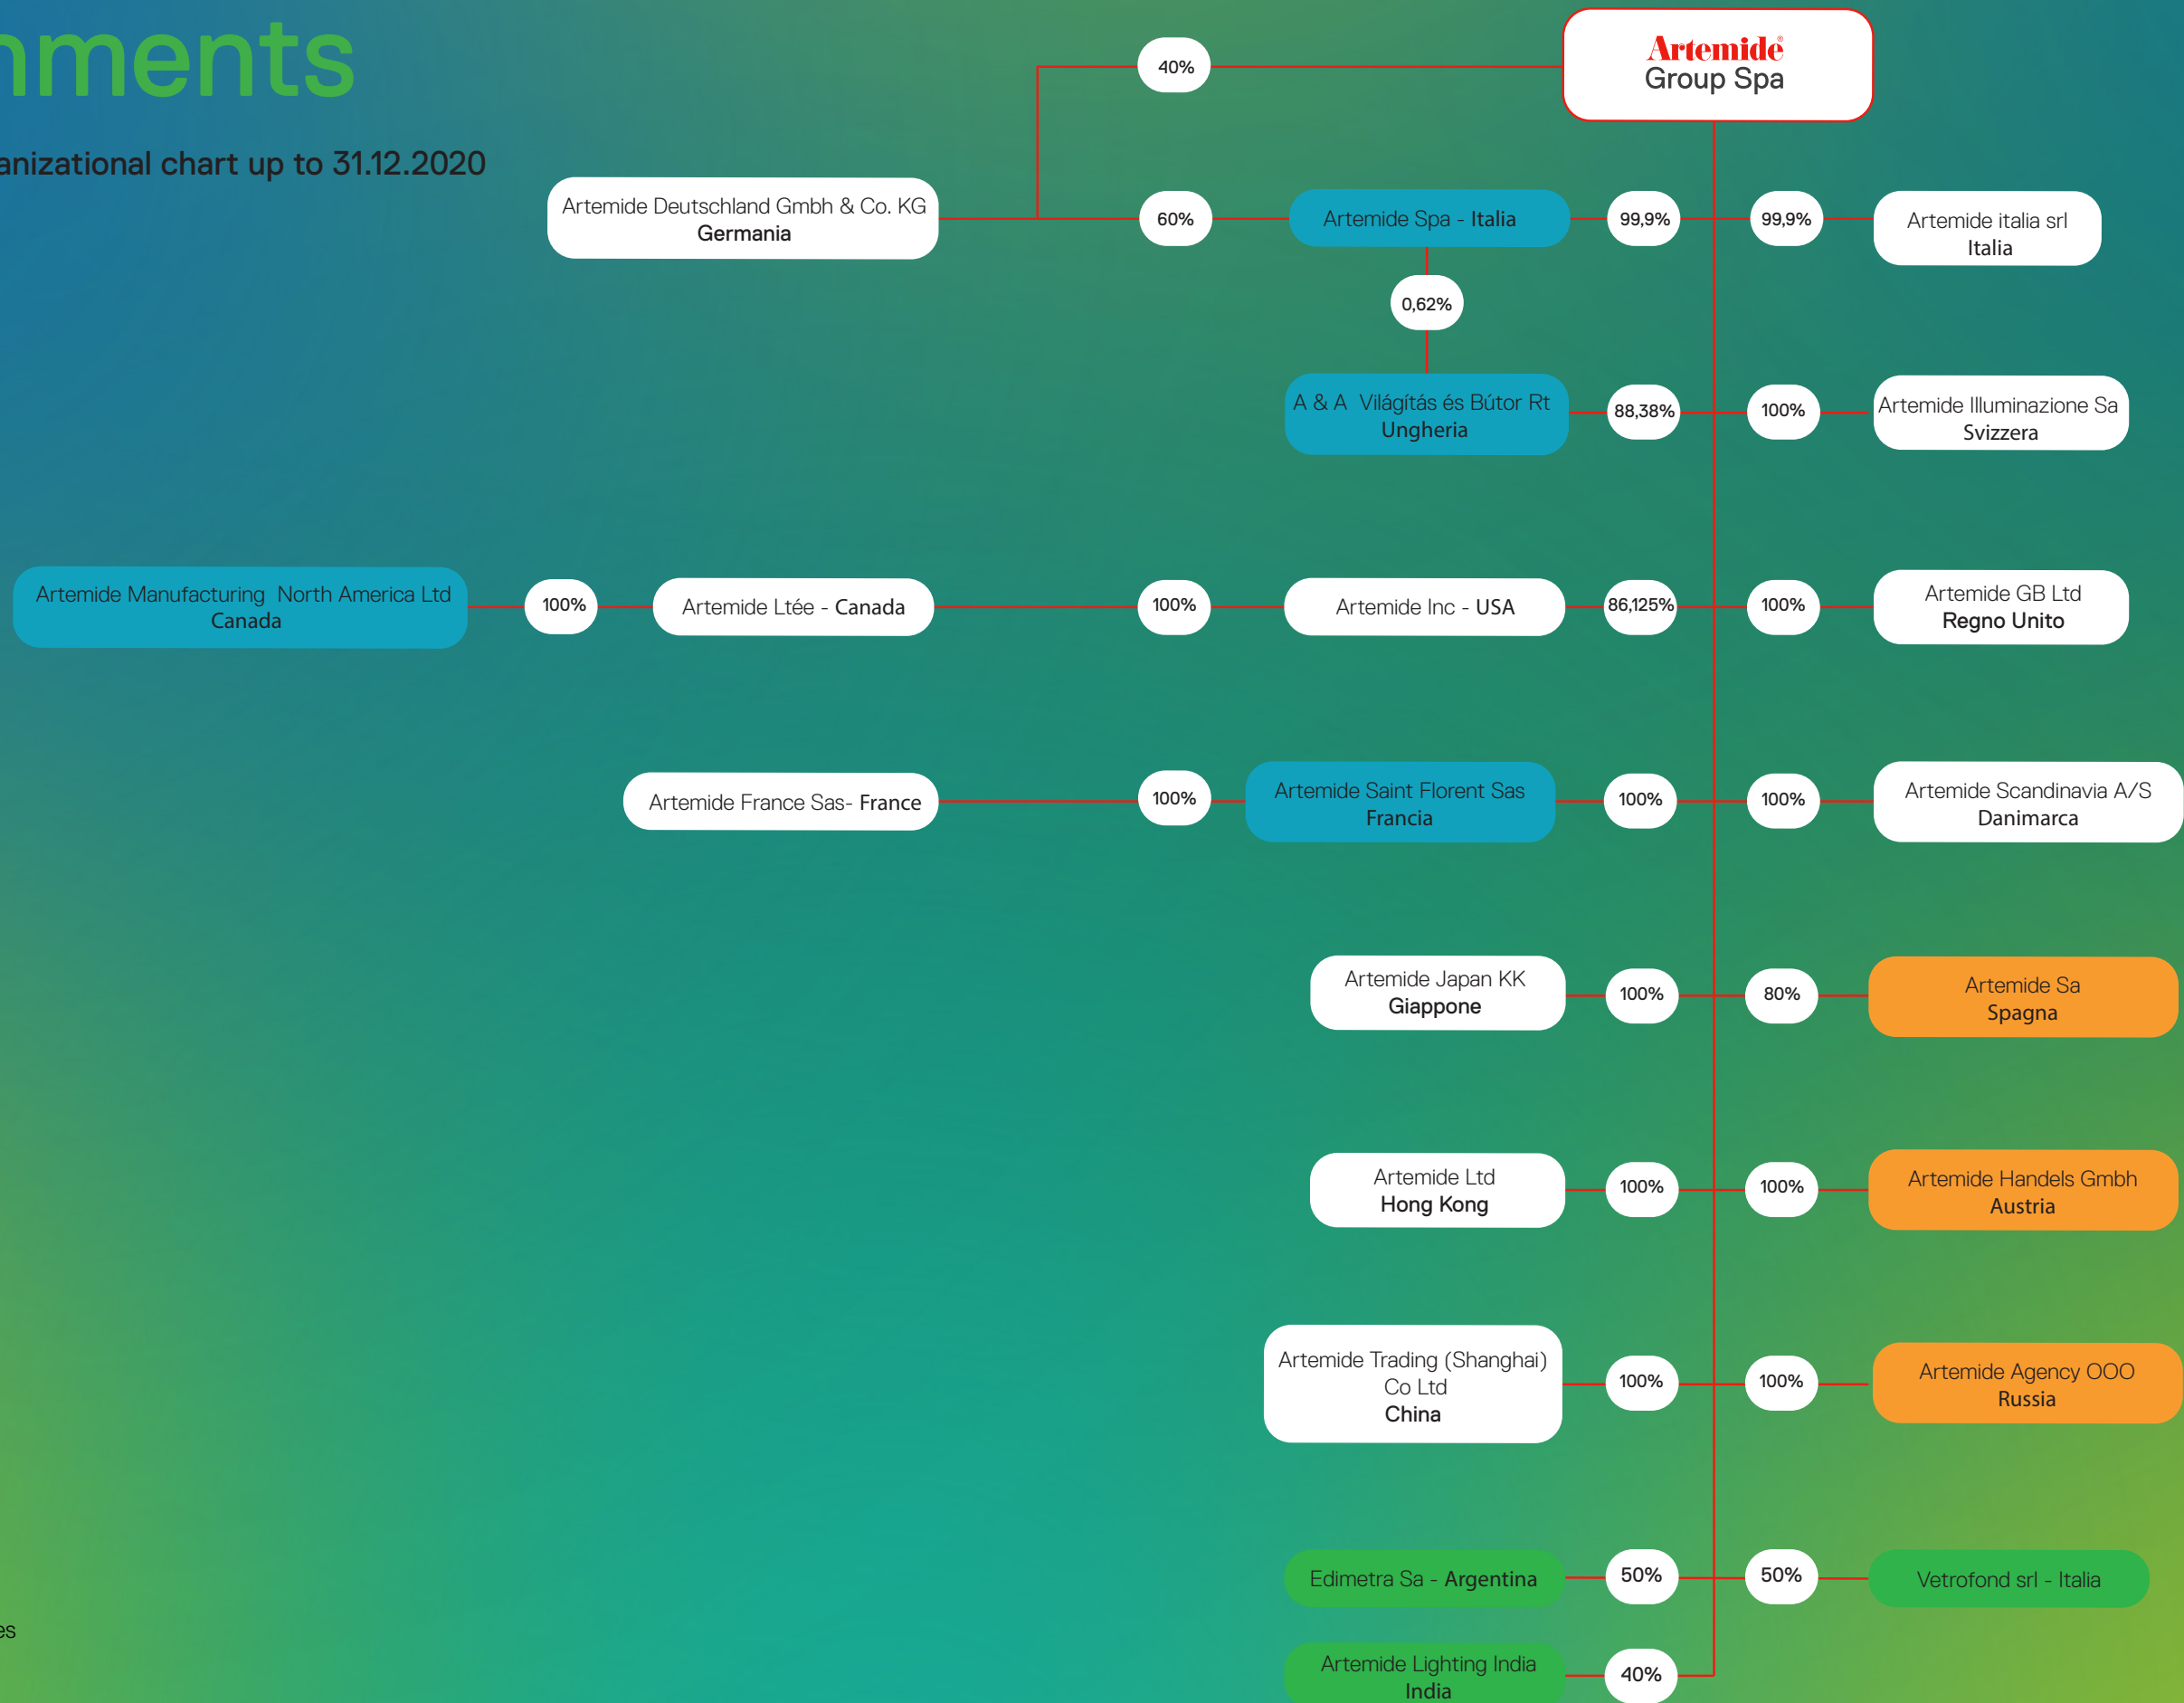 nments
anizational chart up to 31.12.2020
Artemide®
Group Spa
40%
Artemide Deutschland Gmbh & Co. KG
Germania
60%
Artemide Spa - Italia
99,9%
99,9%
Artemide italia srl
Italia
0,62%
A & A Világítás és Bútor Rt
Ungheria
88,38%
100%
Artemide Illuminazione Sa
Svizzera
Artemide Manufacturing North America Ltd
Canada
100%
Artemide Ltée - Canada
100%
Artemide Inc - USA
86,125%
100%
Artemide GB Ltd
Regno Unito
Artemide France Sas- France
100%
Artemide Saint Florent Sas
Francia
100%
100%
Artemide Scandinavia A/S
Danimarca
Artemide Japan KK
Giappone
100%
80%
Artemide Sa
Spagna
Artemide Ltd
Hong Kong
100%
100%
Artemide Handels Gmbh
Austria
Artemide Trading (Shanghai)
Co Ltd
China
100%
100%
Artemide Agency OOO
Russia
Edimetra Sa - Argentina
50%
50%
Vetrofond srl - Italia
es
Artemide Lighting India
India
40%